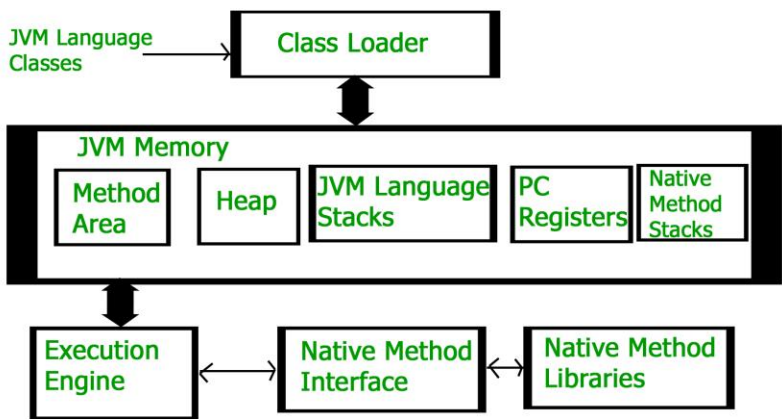 JVM Language
Classes
Class Loader
JVM Memory
Method
Area
Heap
JVM Language
Stacks
PC
Registers
Native
Method
Stacks
Execution
Engine
Native Method
Interface
Native Method
Libraries